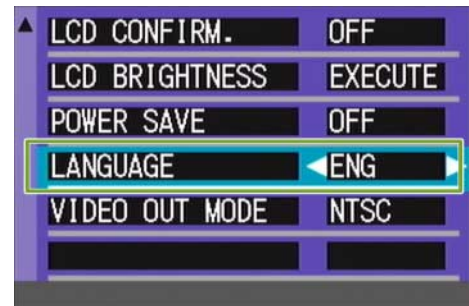 LCD CONFIRM. OFF
LCD BRIGHTNESS EXECUTE
POWER SAVE OFF
LANGUAGE ENG
VIDEO OUT MODE NTSC